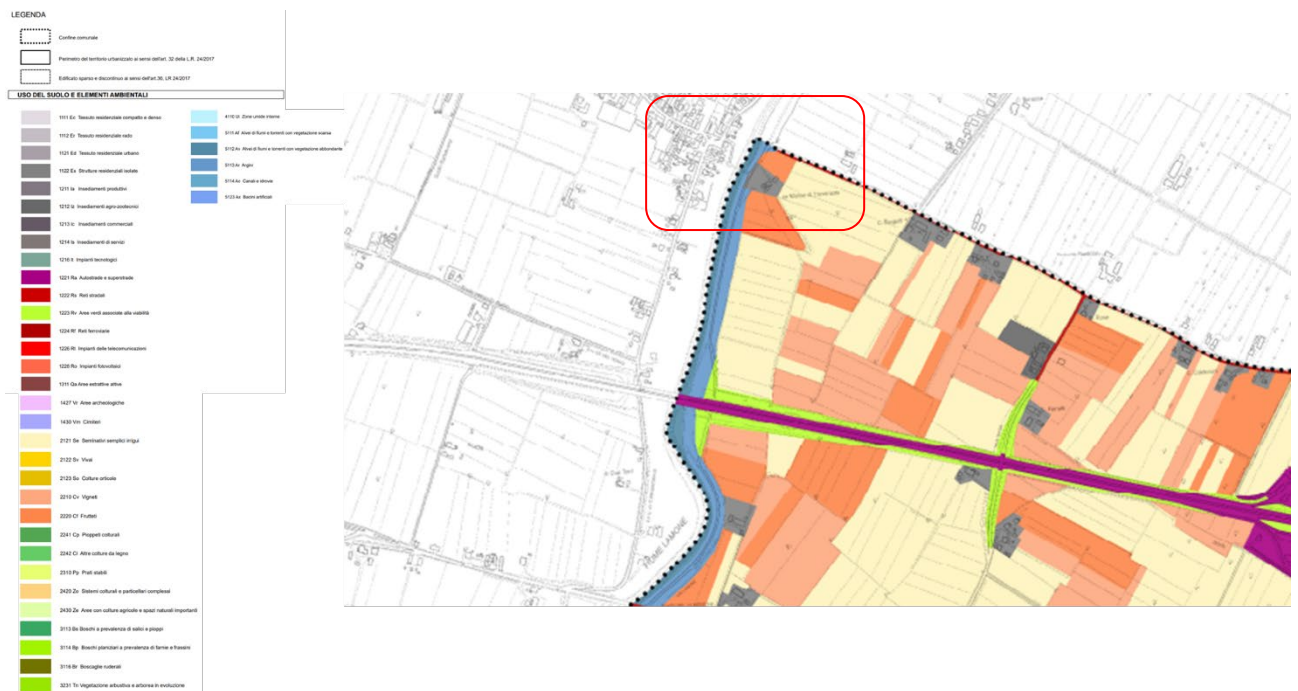 LEGENDA
Confine comunale
Perimetro del territorio urbanizzato ai sensi dell'art. 32 della L.R. 24/2017
Edificato sparso e discontinuo ai sensi dell'art.36, LR 24/2017
USO DEL SUOLO E ELEMENTI AMBIENTALI
1111 Ec Tessuto residenziale compatto e denso
1112 Er Tessuto residenziale rado
1121 Ed Tessuto residenziale urbano
1122 Es Strutture residenziali isolate
1211 Ia Insediamenti produttivi
1212 Iz Insediamenti agro-zootecnici
1213 Ic Insediamenti commerciali
1214 Is Insediamenti di servizi
1216 It Impianti tecnologici
1221 Ra Autostrade e superstrade
1222 Rs Reti stradali
1223 Rv Aree verdi associate alla viabilità
1224 Rf Reti ferroviarie
1226 Rt Impianti delle telecomunicazioni
1228 Ro Impianti fotovoltaici
1311 Qa Aree estrattive attive
1427 Vr Aree archeologiche
1430 Vm Cimiteri
2121 Se Seminativi semplici irrigui
2122 Sv Vivai
2123 So Colture orticole
2210 Cv Vigneti
2220 Cf Frutteti
2241 Cp Pioppeti colturali
2242 Cl Altre colture da legno
2310 Pp Prati stabili
2420 Zo Sistemi colturali e particellari complessi
2430 Ze Aree con colture agricole e spazi naturali importanti
3113 Bs Boschi a prevalenza di salici e pioppi
3114 Bp Boschi planiziari a prevalenza di farnie e frassini
3116 Br Boscaglie ruderali
3231 Tn Vegetazione arbustiva e arborea in evoluzione
4110 Ui Zone umide interne
5111 Af Alvei di fiumi e torrenti con vegetazione scarsa
5112 Av Alvei di fiumi e torrenti con vegetazione abbondante
5113 Ar Argini
5114 Ac Canali e idrovie
5123 Ax Bacini artificiali
FIUME LAMONE